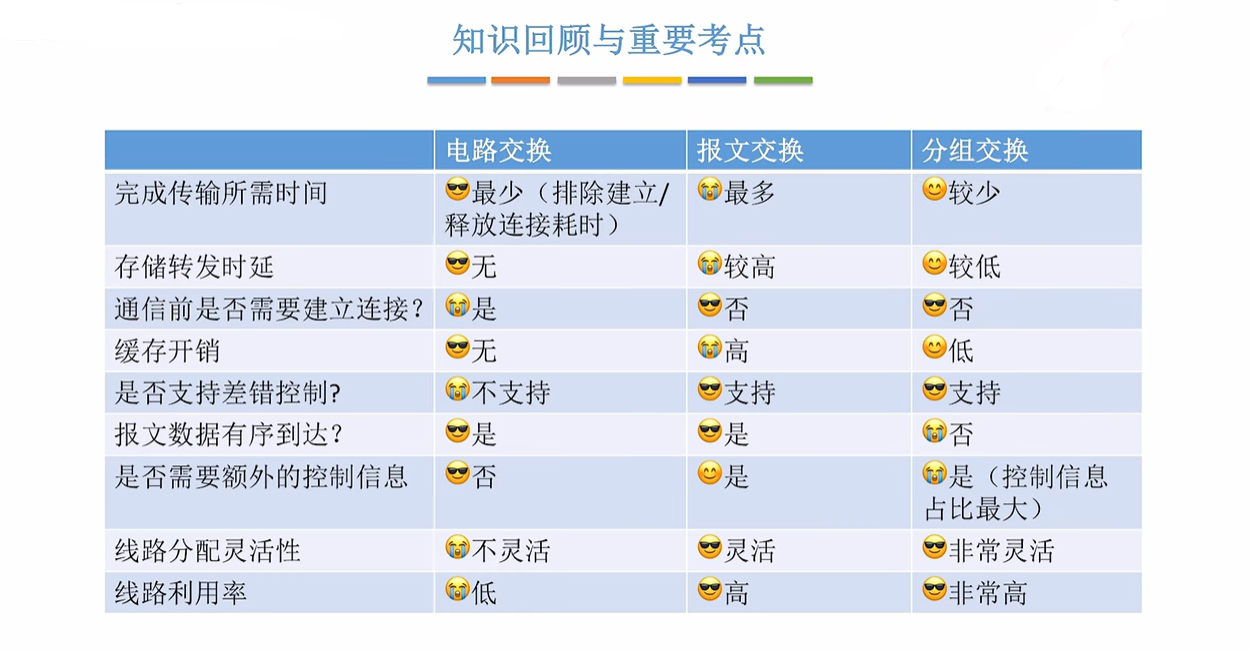 知识回顾与重要考点
电路交换 报文交换 分组交换
完成传输所需时间 😎最少（排除建立/释放连接耗时） 😭最多 😊较少
存储转发时延 😎无 😭较高 😊较低
通信前是否需要建立连接？ 😭是 😎否 😎否
缓存开销 😎无 😭高 😊低
是否支持差错控制? 😭不支持 😎支持 😎支持
报文数据有序到达？ 😎是 😎是 😭否
是否需要额外的控制信息 😎否 😊是 😭是（控制信息占比最大）
线路分配灵活性 😭不灵活 😎灵活 😎非常灵活
线路利用率 😭低 😎高 😎非常高